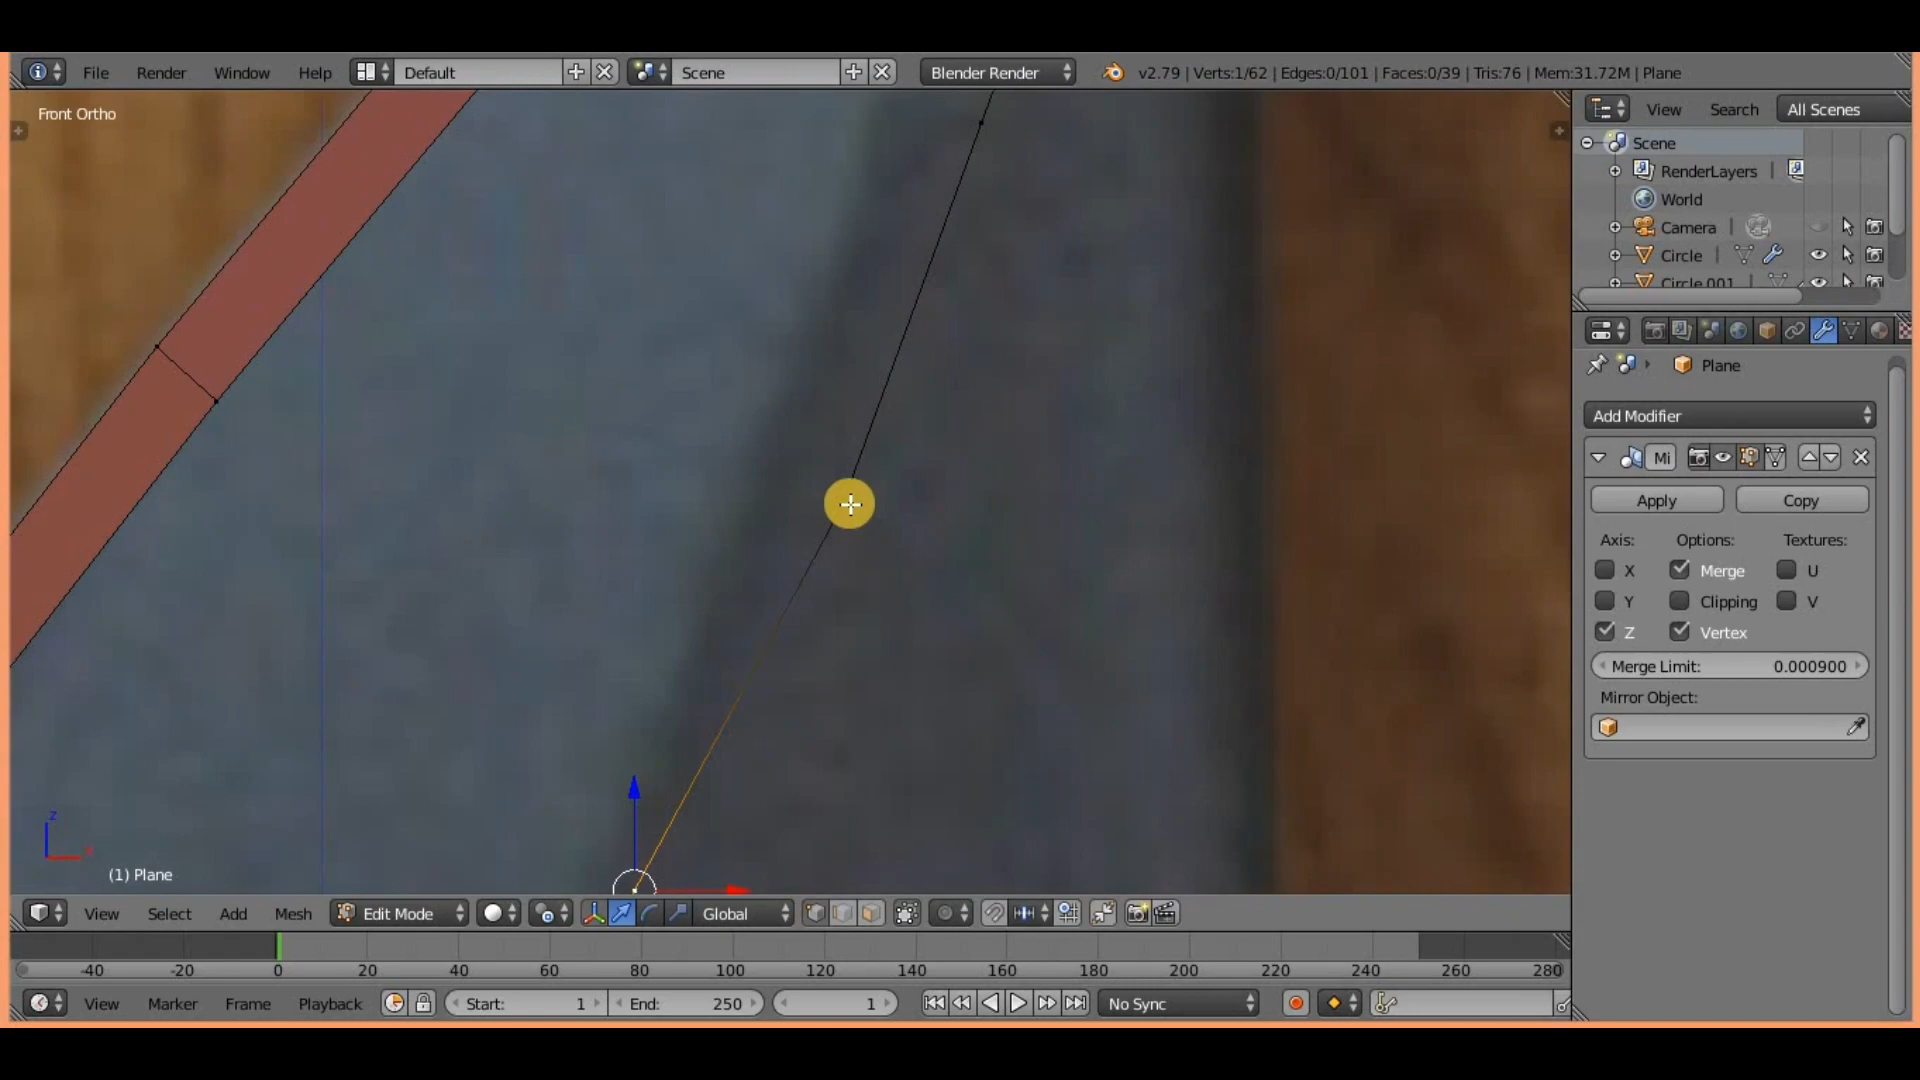 File Render Window Help Default Scene Blender Render v2.79 | Verts:1/62 | Edges:0/101 | Faces:0/39 | Tris:76 | Mem:31.72M | Plane
Front Ortho
View Search All Scenes
Scene
RenderLayers
World
Camera
Circle
Circle.001
Plane
Add Modifier
Mi
Apply Copy
Axis: Options: Textures:
X Merge U
Y Clipping V
Z Vertex
Merge Limit: 0.000900
Mirror Object:
z
x
(1) Plane
View Select Add Mesh Edit Mode Global
-40 -20 0 20 40 60 80 100 120 140 160 180 200 220 240 260 280
View Marker Frame Playback Start: 1 End: 250 1 No Sync